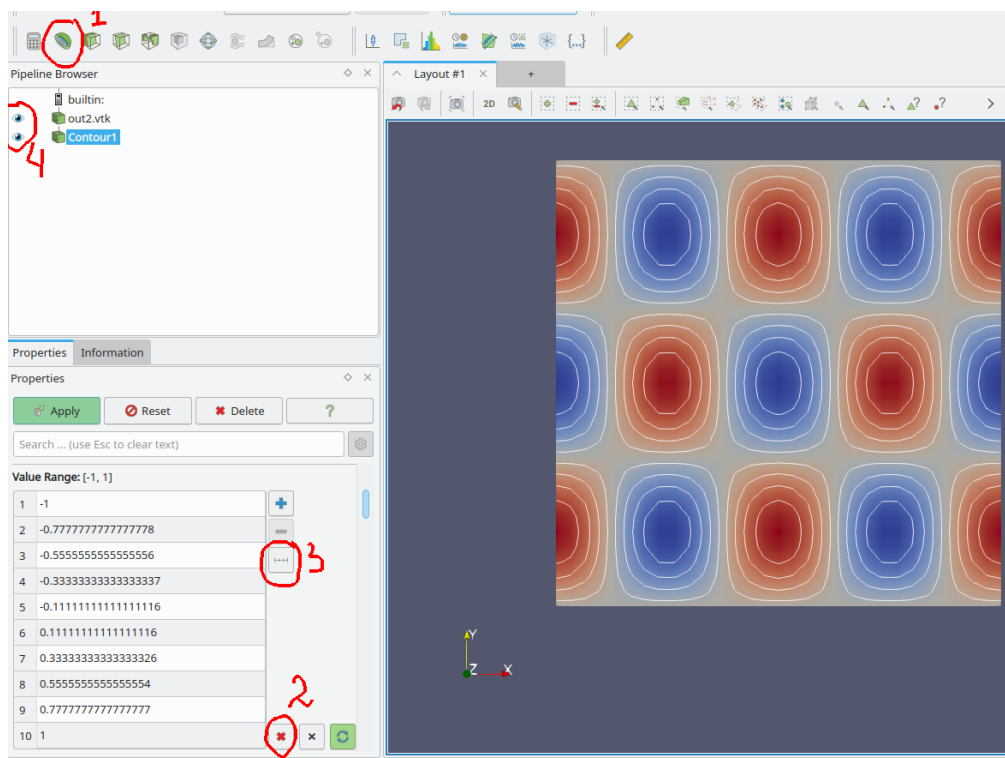 1
Pipeline Browser
Layout #1
+
builtin:
out2.vtk
Contour1
4
2D
Properties
Information
Properties
Apply
Reset
Delete
?
Search ... (use Esc to clear text)
Value Range: [-1, 1]
1 -1
2 -0.7777777777777778
3 -0.5555555555555556
3
4 -0.33333333333333337
5 -0.11111111111111116
6 0.11111111111111116
7 0.33333333333333326
8 0.5555555555555554
9 0.7777777777777777
2
10 1
Y
Z
X